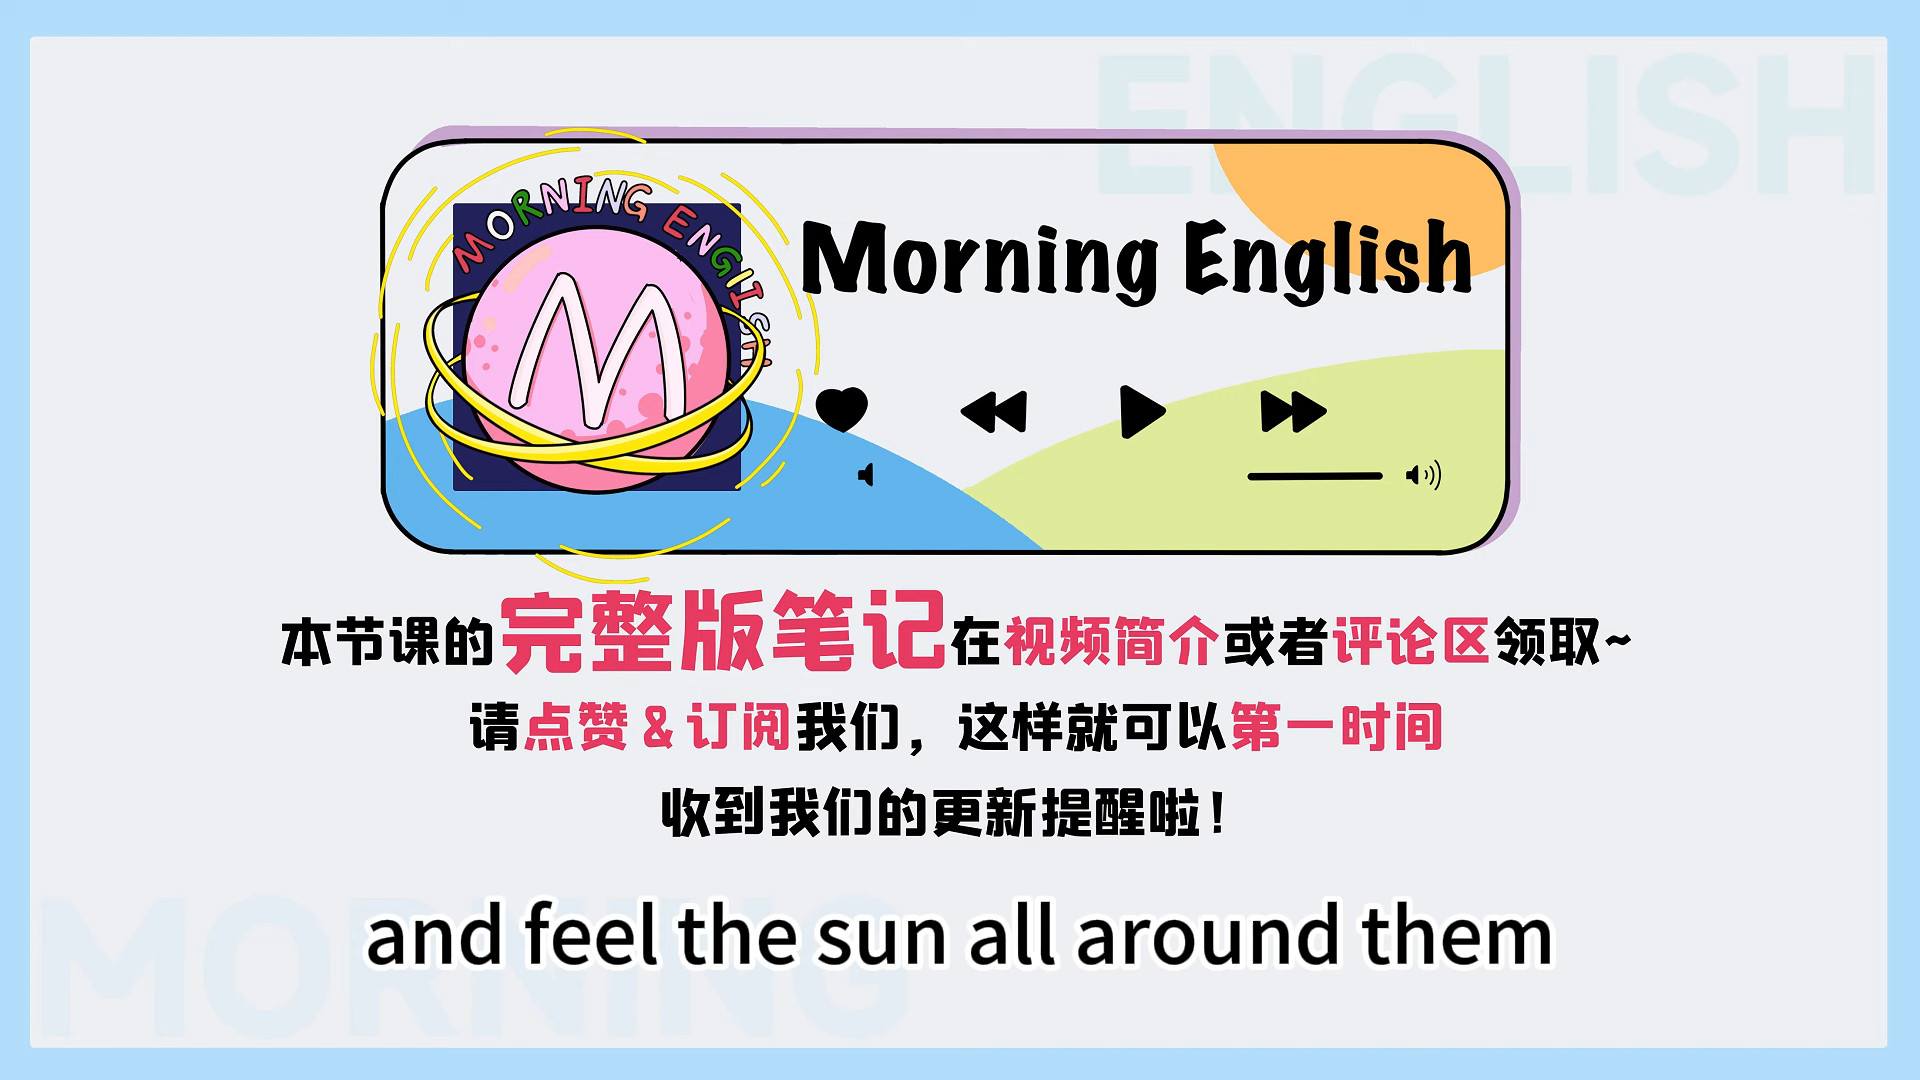 ENGLISH
MORNING ENGLISH
M
Morning English
本节课的完整版笔记在视频简介或者评论区领取~
请点赞&订阅我们，这样就可以第一时间
收到我们的更新提醒啦！
MORNING
and feel the sun all around them